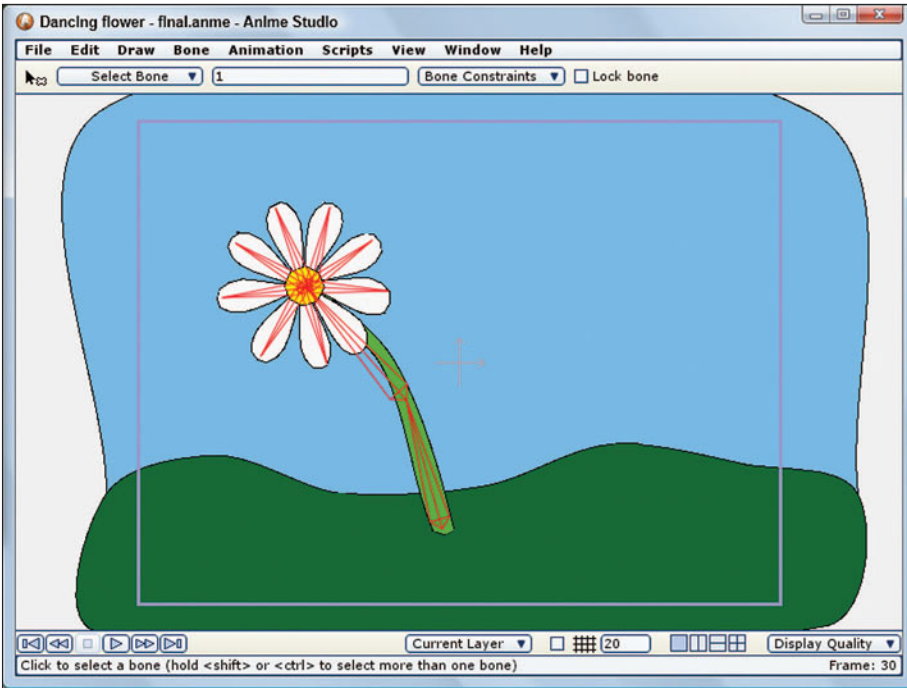 Dancing flower - final.anme - Anime Studio
File Edit Draw Bone Animation Scripts View Window Help
Select Bone 1 Bone Constraints Lock bone
Current Layer 20 Display Quality
Click to select a bone (hold <shift> or <ctrl> to select more than one bone) Frame: 30